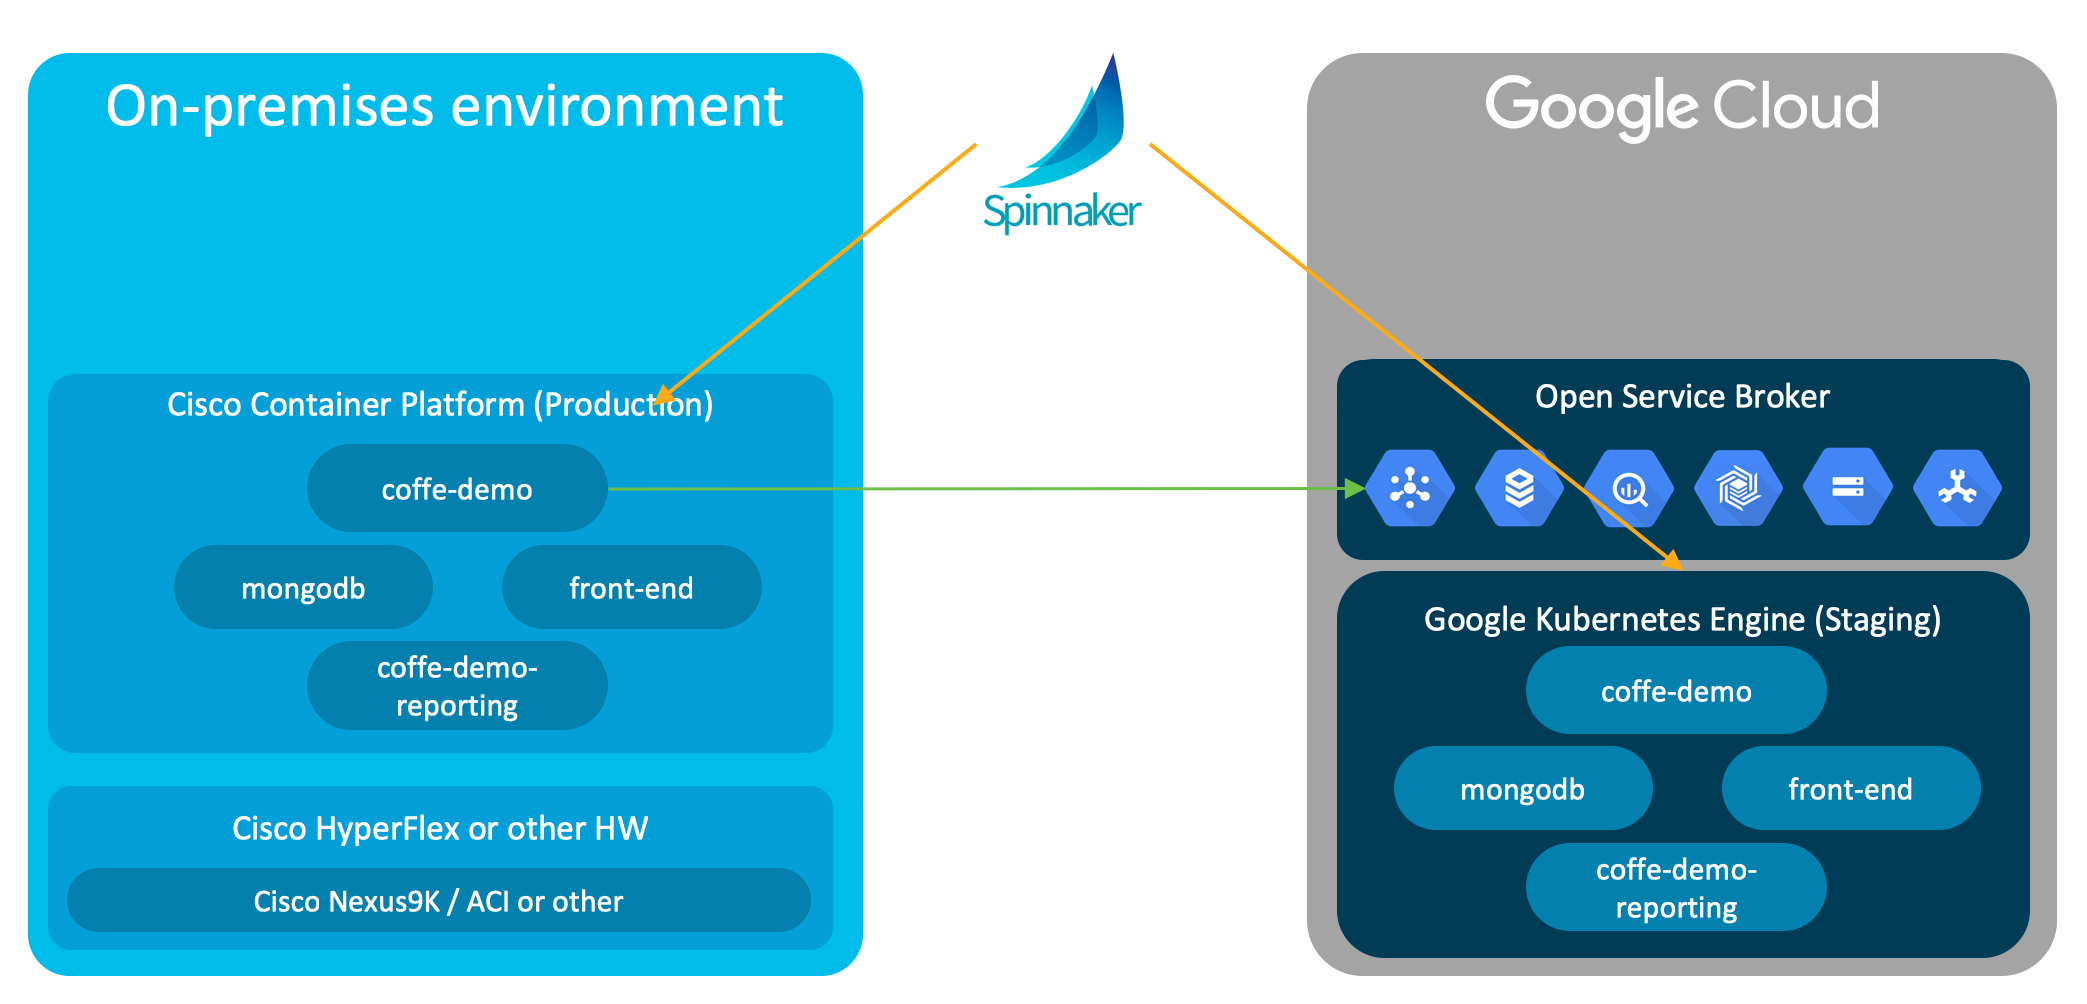 On-premises environment
Spinnaker
Google Cloud
Cisco Container Platform (Production)
coffe-demo
mongodb
front-end
coffe-demo-
reporting
Cisco HyperFlex or other HW
Cisco Nexus9K / ACI or other
Open Service Broker
Google Kubernetes Engine (Staging)
coffe-demo
mongodb
front-end
coffe-demo-
reporting